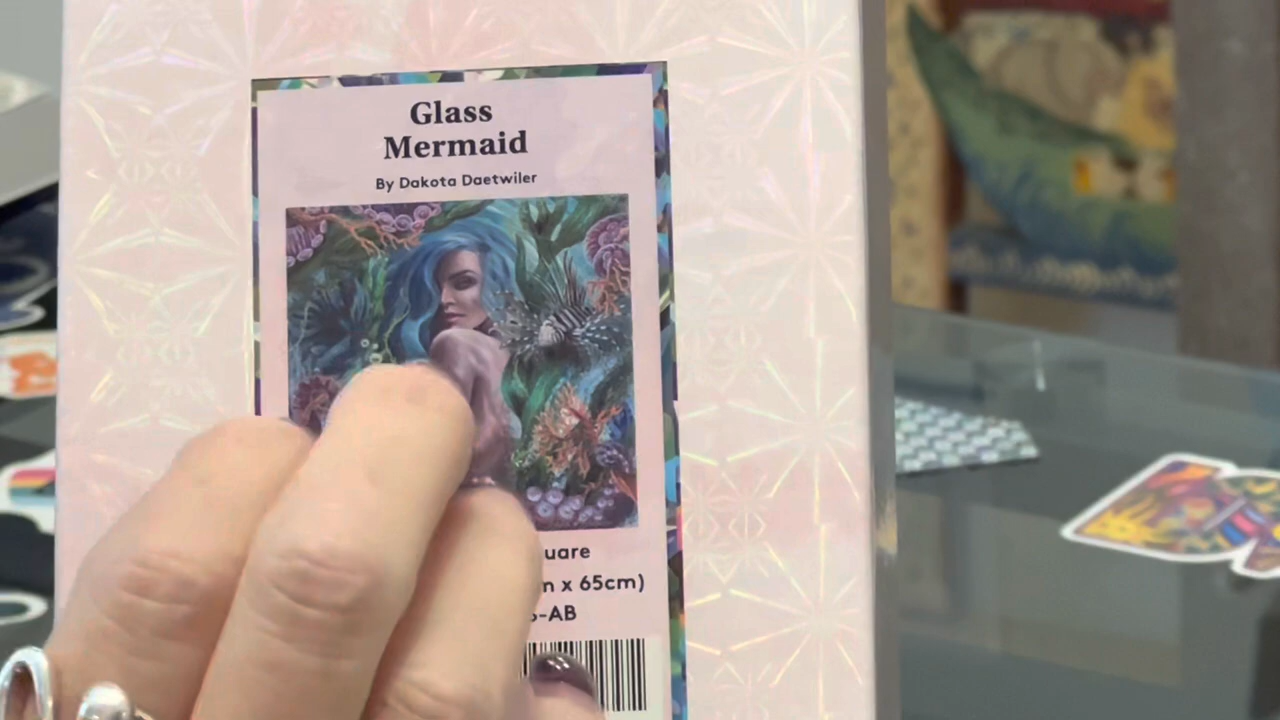 Glass
Mermaid
By Dakota Daetwiler
uare
x 65cm)
-AB